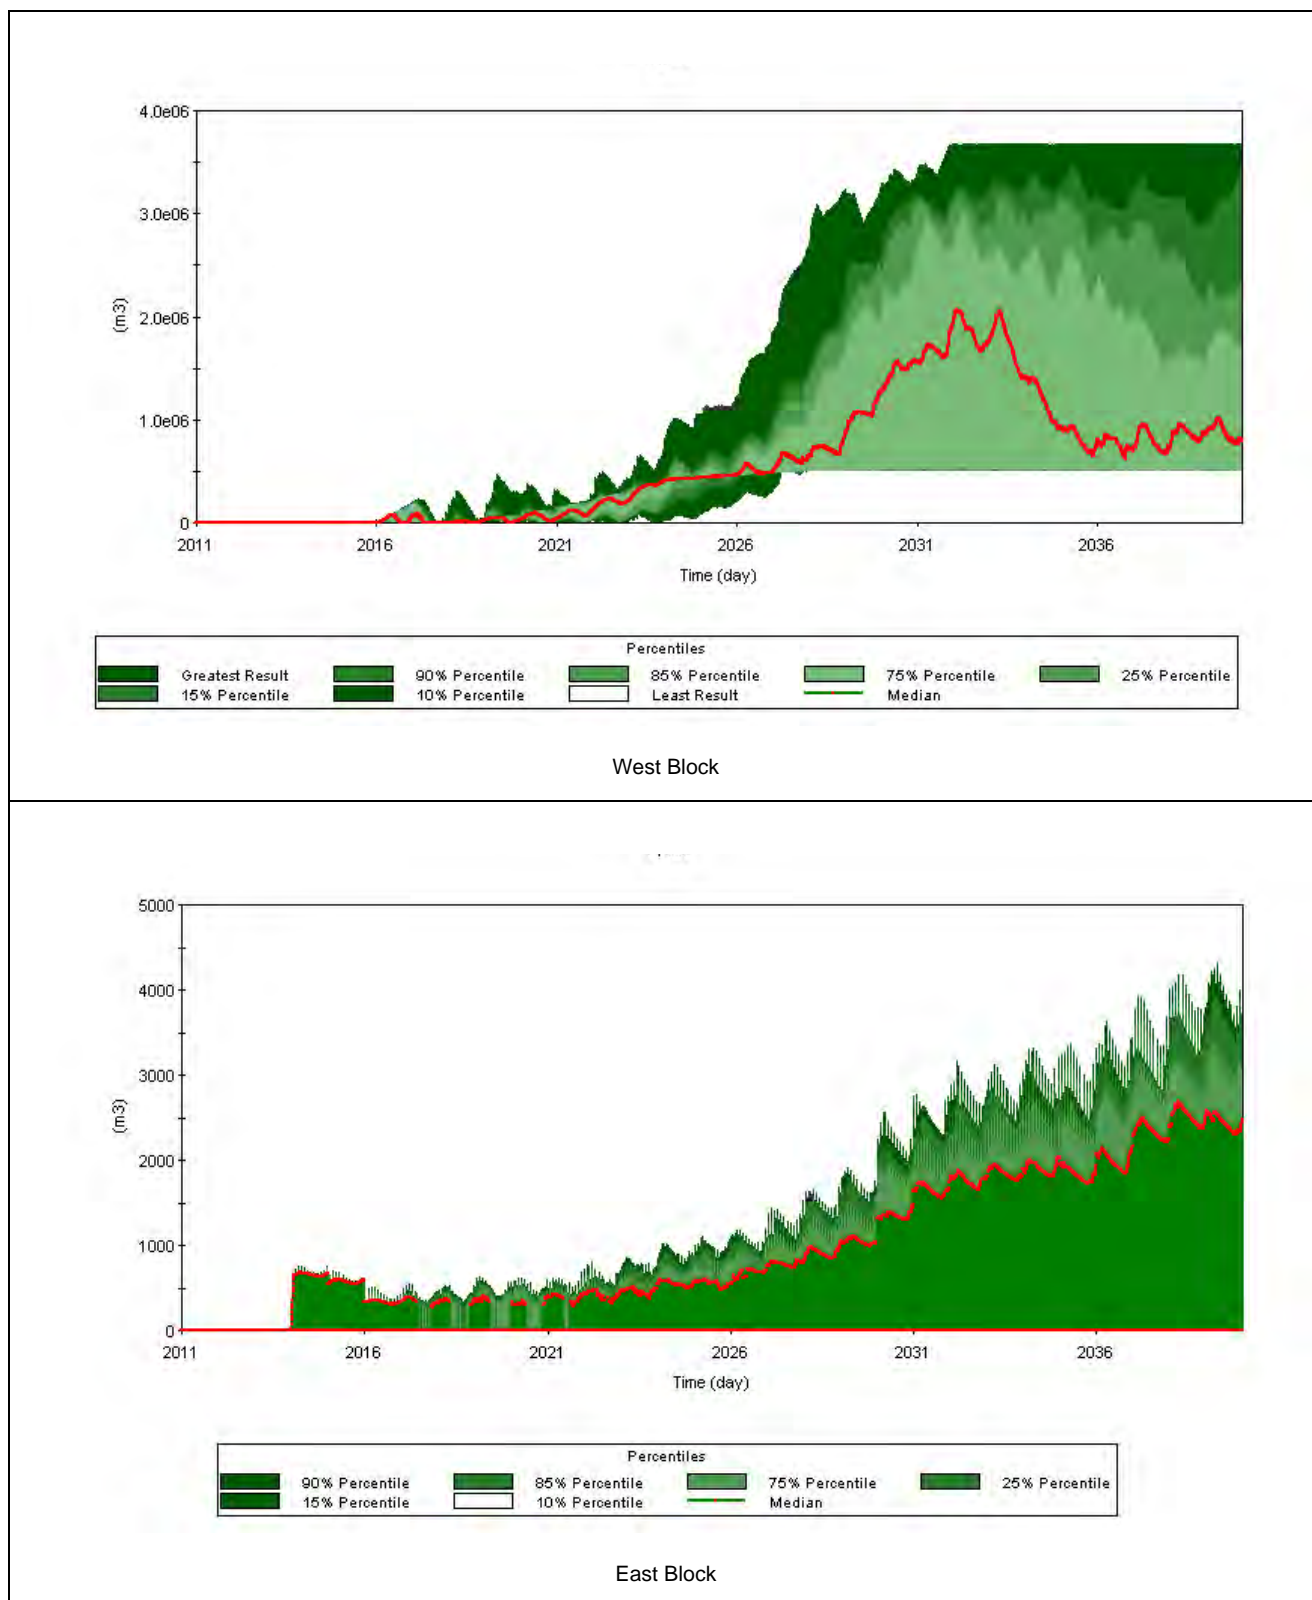 4.0e06
3.0e06
2.0e06
1.0e06
0
(m3)
2011 2016 2021 2026 2031 2036
Time (day)
Percentiles
Greatest Result 90% Percentile 85% Percentile 75% Percentile 25% Percentile
15% Percentile 10% Percentile Least Result Median
West Block
5000
4000
3000
2000
1000
0
(m3)
2011 2016 2021 2026 2031 2036
Time (day)
Percentiles
90% Percentile 85% Percentile 75% Percentile 25% Percentile
15% Percentile 10% Percentile Median
East Block